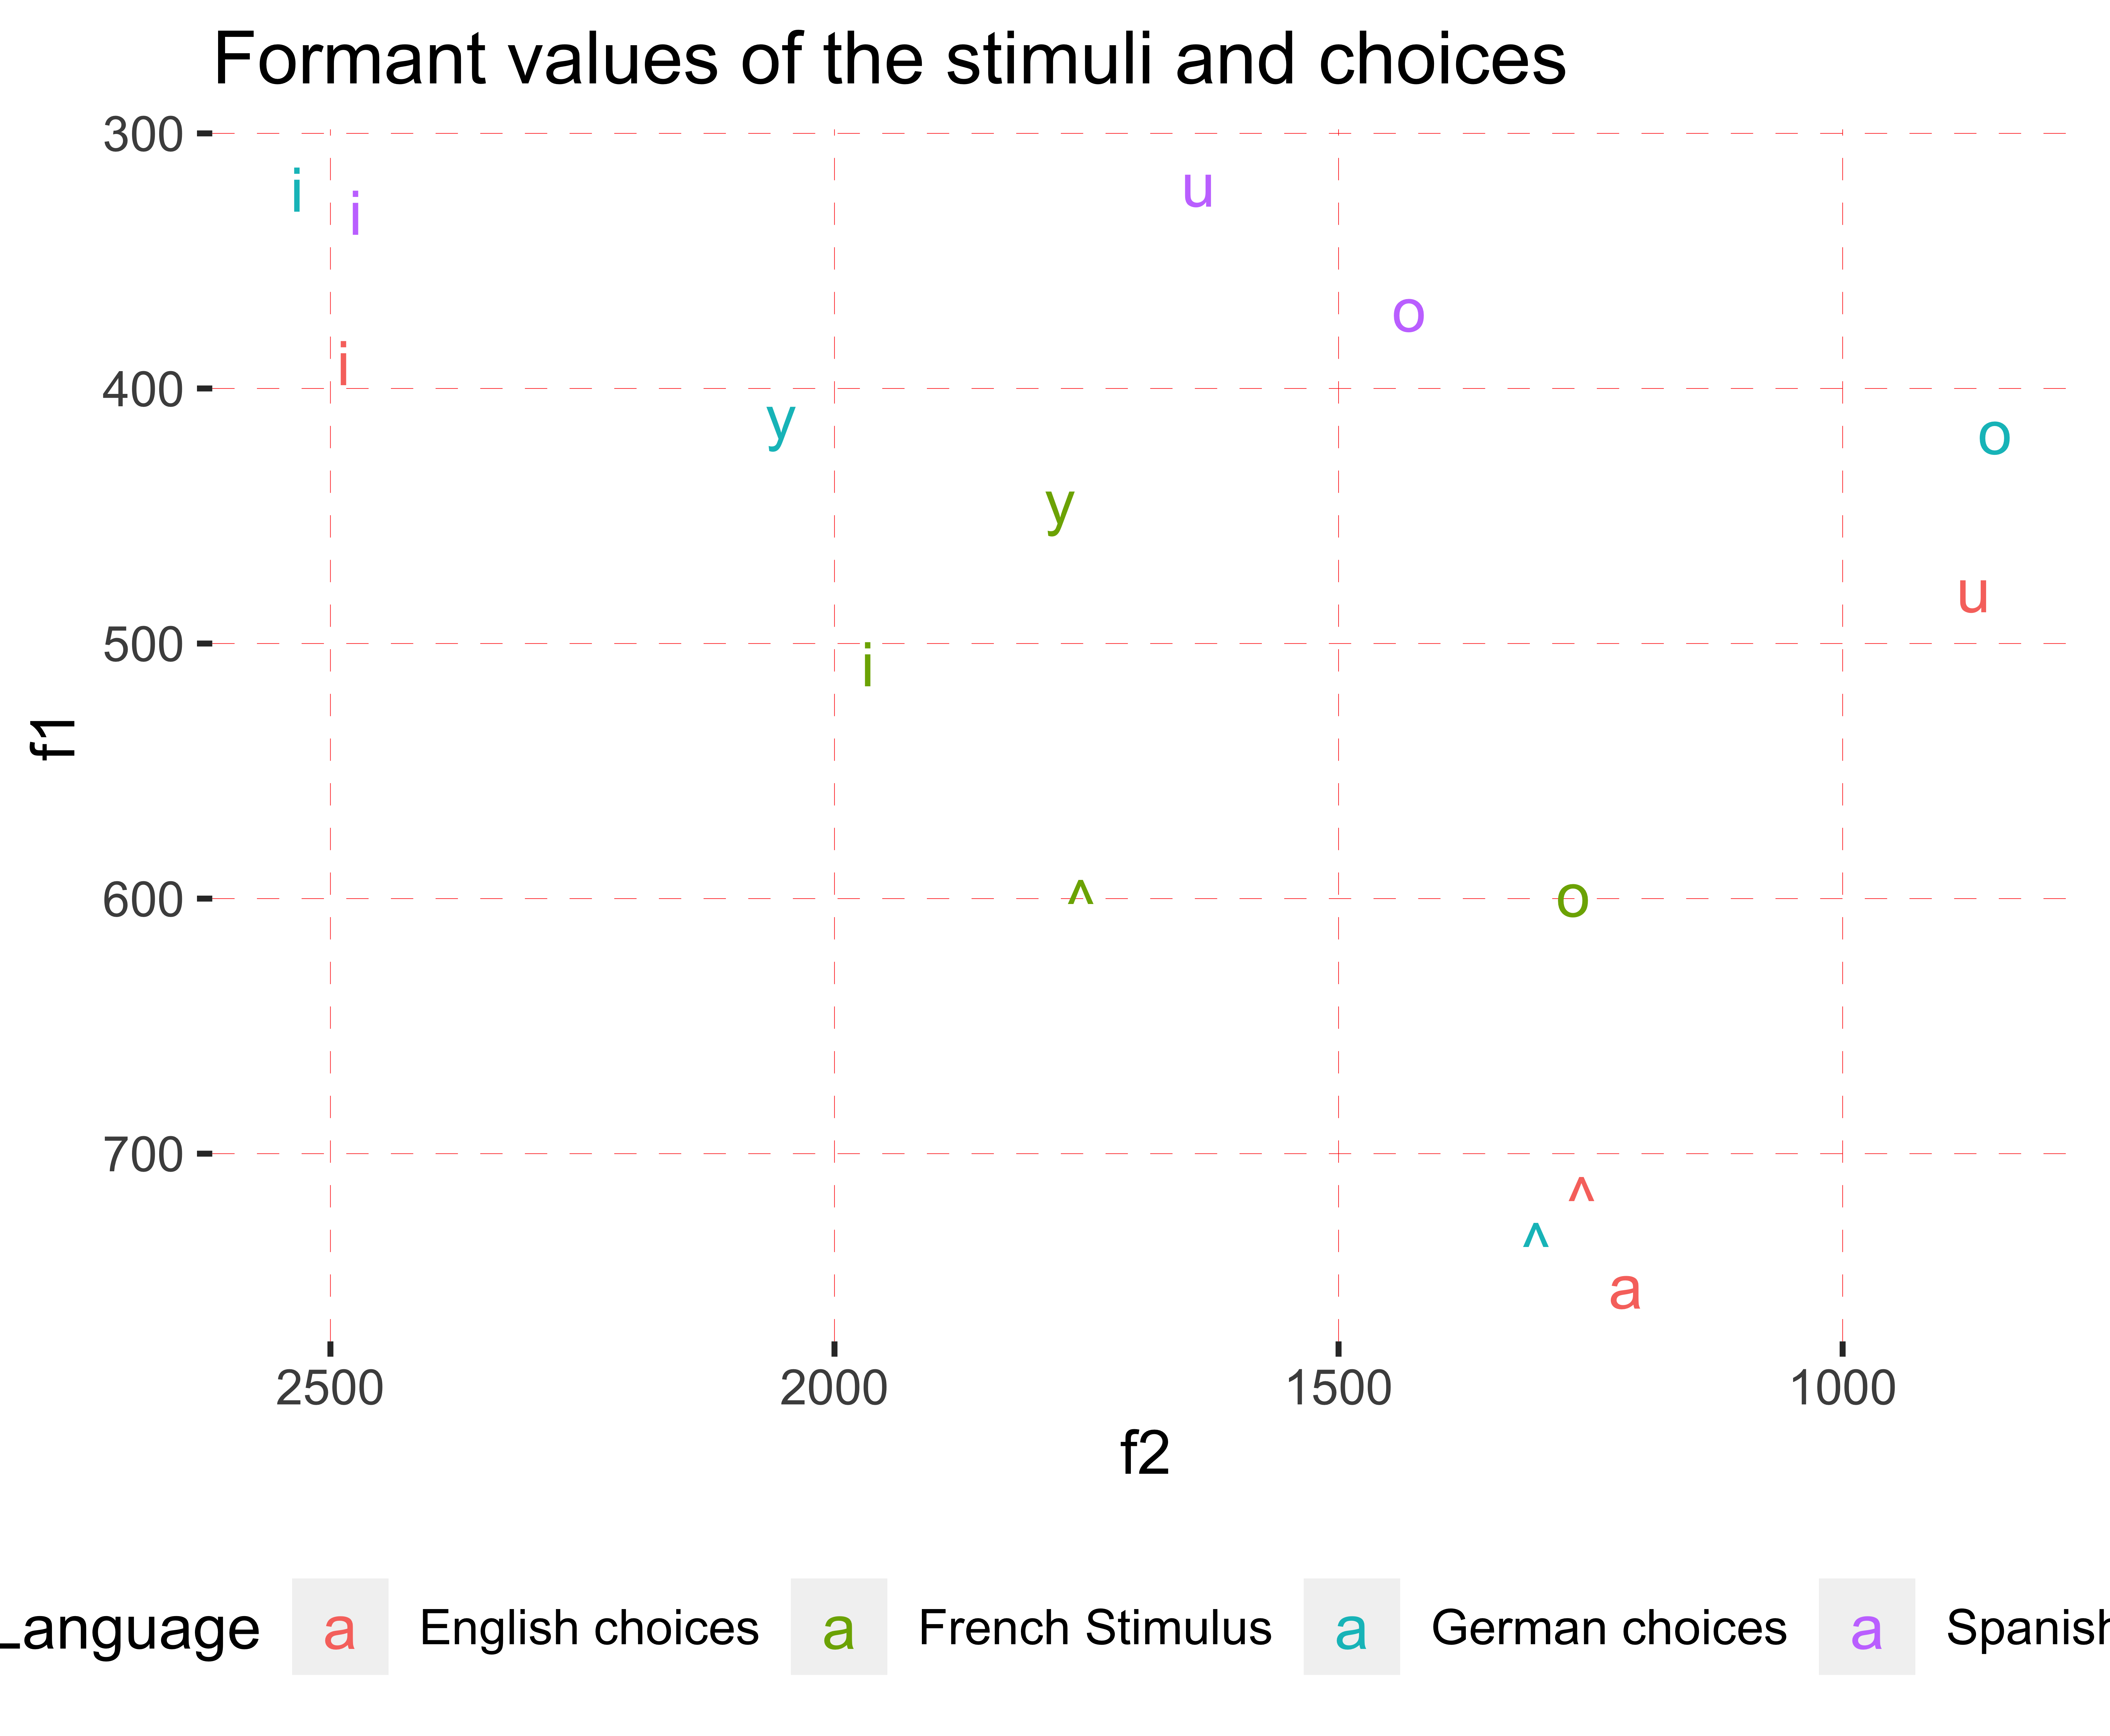 Formant values of the stimuli and choices
300
i
i
u
o
i
400
y
o
y
u
500
i
f1
^
o
600
700
^
^
a
2500 2000 1500 1000
f2
Language a English choices a French Stimulus a German choices a Spanish